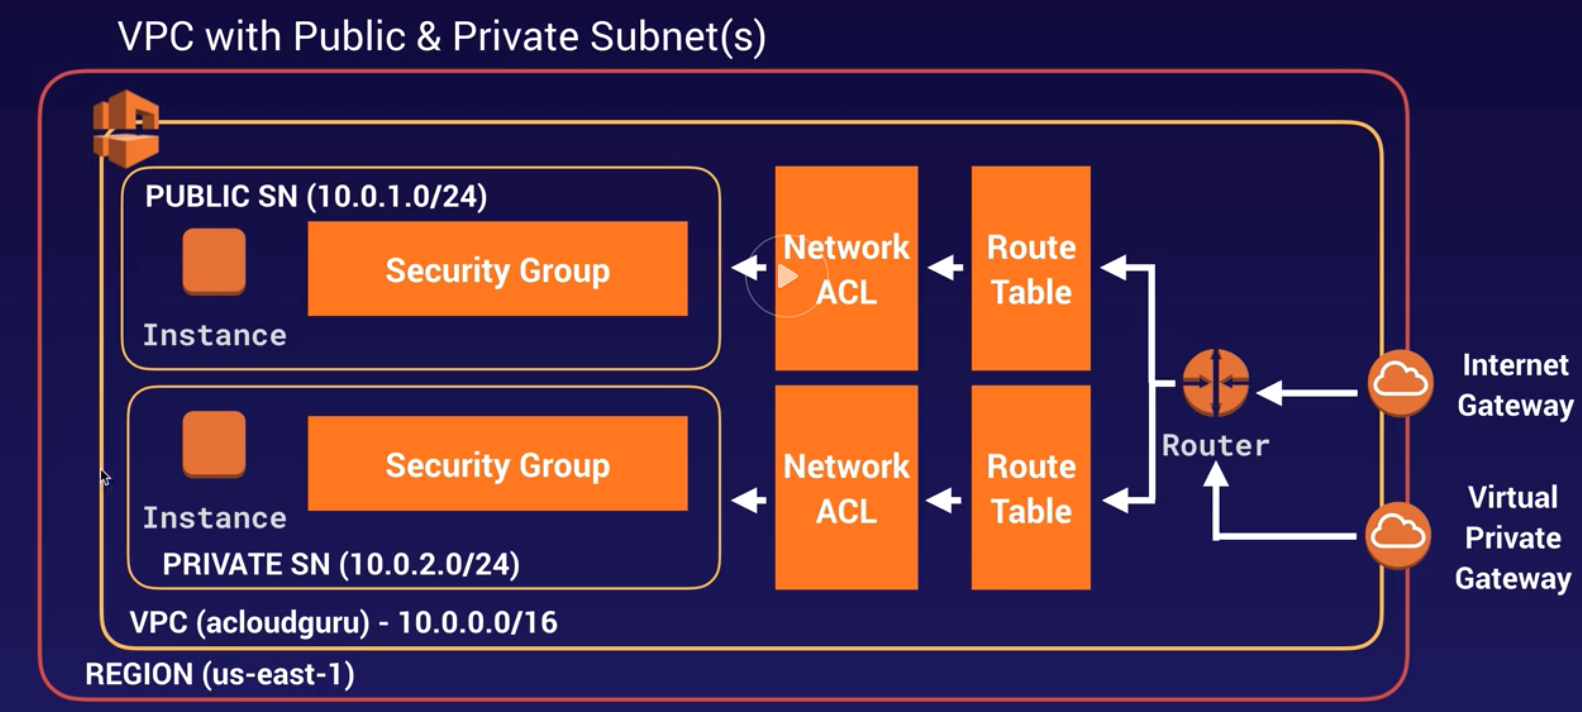 VPC with Public & Private Subnet(s)
PUBLIC SN (10.0.1.0/24)
Security Group
Instance
Network
ACL
Route
Table
Security Group
Instance
PRIVATE SN (10.0.2.0/24)
Network
ACL
Route
Table
Router
Internet
Gateway
Virtual
Private
Gateway
VPC (acloudguru) - 10.0.0.0/16
REGION (us-east-1)